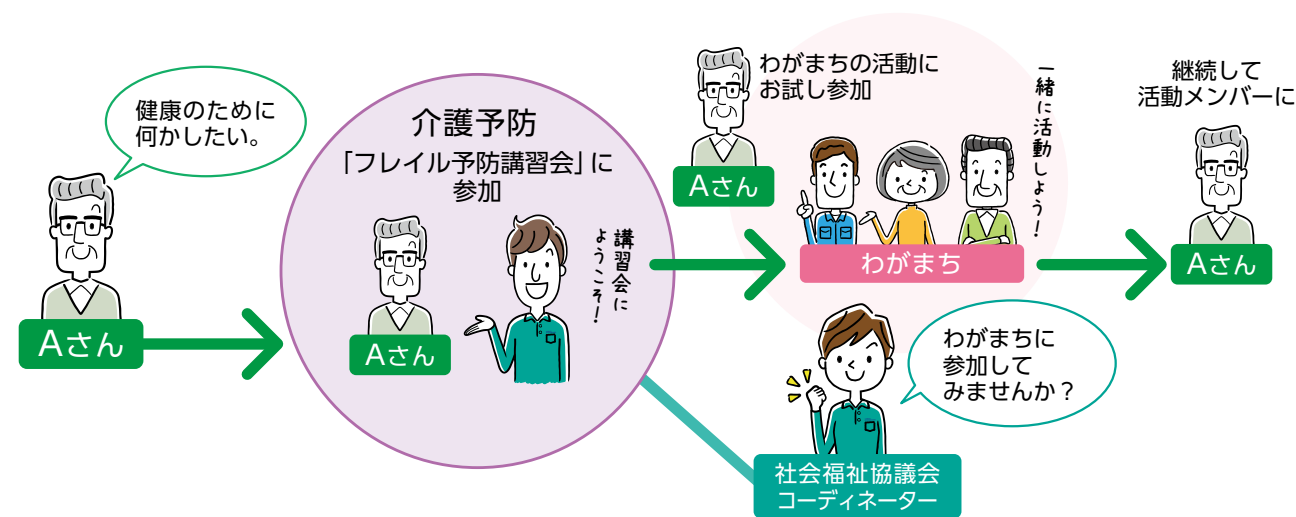 健康のために
何かしたい。
Aさん
介護予防
「フレイル予防講習会」に
参加
講習会に
ようこそ!
Aさん
わがまちの活動に
お試し参加
Aさん
一緒に活動しよう!
わがまち
わがまちに
参加して
みませんか?
社会福祉協議会
コーディネーター
継続して
活動メンバーに
Aさん